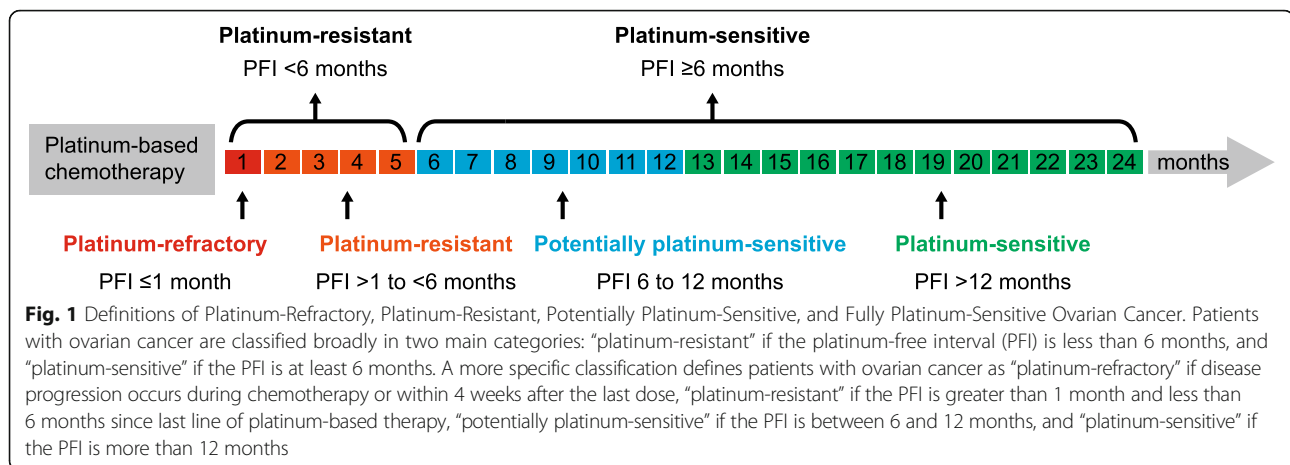 Platinum-resistant
PFI <6 months
Platinum-sensitive
PFI ≥6 months
Platinum-based
chemotherapy
1 2 3 4 5 6 7 8 9 10 11 12 13 14 15 16 17 18 19 20 21 22 23 24 months
Platinum-refractory
PFI ≤1 month
Platinum-resistant
PFI >1 to <6 months
Potentially platinum-sensitive
PFI 6 to 12 months
Platinum-sensitive
PFI >12 months
Fig. 1 Definitions of Platinum-Refractory, Platinum-Resistant, Potentially Platinum-Sensitive, and Fully Platinum-Sensitive Ovarian Cancer. Patients
with ovarian cancer are classified broadly in two main categories: “platinum-resistant” if the platinum-free interval (PFI) is less than 6 months, and
“platinum-sensitive” if the PFI is at least 6 months. A more specific classification defines patients with ovarian cancer as “platinum-refractory” if disease
progression occurs during chemotherapy or within 4 weeks after the last dose, “platinum-resistant” if the PFI is greater than 1 month and less than
6 months since last line of platinum-based therapy, “potentially platinum-sensitive” if the PFI is between 6 and 12 months, and “platinum-sensitive” if
the PFI is more than 12 months